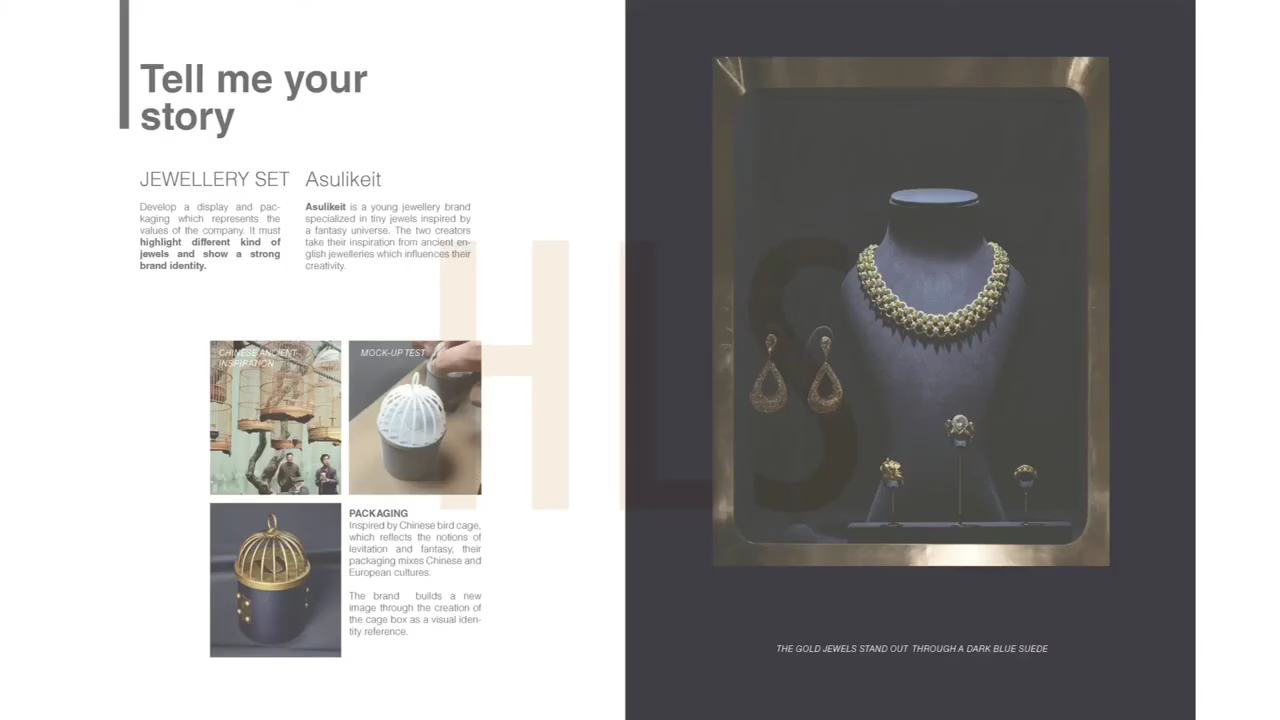 Tell me your
story
JEWELLERY SET
Develop a display and pac-
kaging which represents the
values of the company. It must
highlight different kind of
jewels and show a strong
brand identity.
Asulikeit
Asulikeit is a young jewellery brand
specialized in tiny jewels inspired by
a fantasy universe. The two creators
take their inspiration from ancient en-
glish jewelleries which influences their
creativity.
CHINESE ANCIENT
INSPIRATION
MOCK-UP TEST
PACKAGING
Inspired by Chinese bird cage,
which reflects the notions of
levitation and fantasy, their
packaging mixes Chinese and
European cultures.
The brand builds a new
image through the creation of
the cage box as a visual iden-
tity reference.
HLS
THE GOLD JEWELS STAND OUT THROUGH A DARK BLUE SUEDE